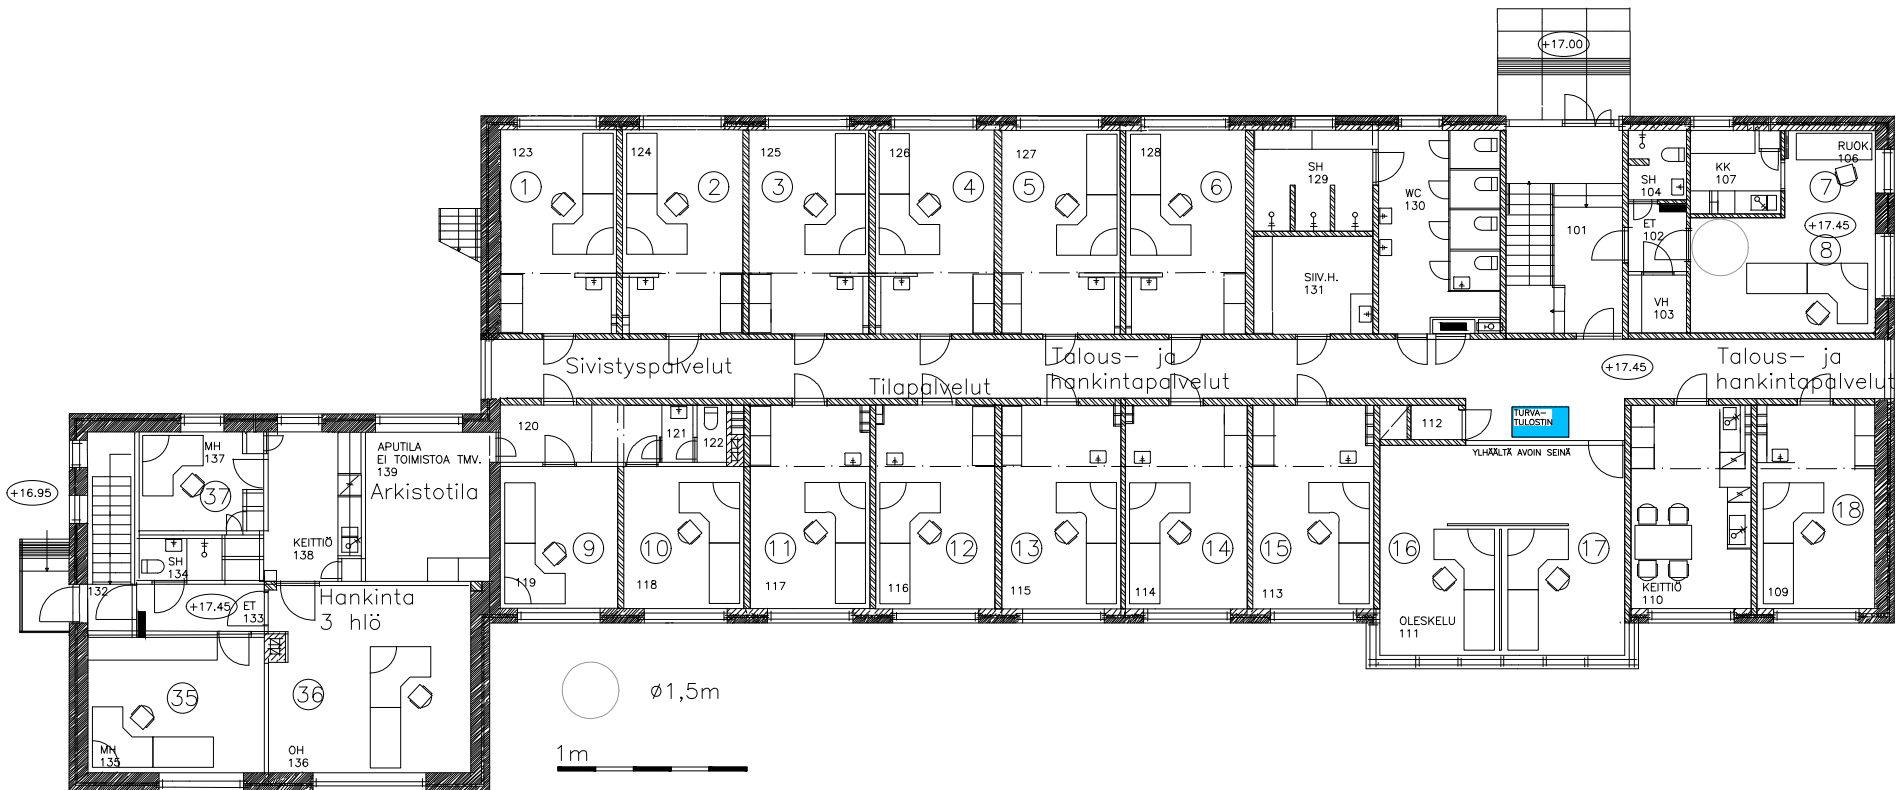 +17.00
123
124
125
126
127
128
1
2
3
4
5
6
SH
129
WC
130
SIIV.H.
131
101
SH
104
ET
102
VH
103
KK
107
RUOK.
106
7
+17.45
8
Sivistyspalvelut
Tilapalvelut
Talous- ja
hankintapalvelut
+17.45
Talous- ja
hankintapalvelut
120
121
122
112
TURVA-
TULOSTIN
YLHÄÄLTÄ AVOIN SEINÄ
MH
137
37
APUTILA
EI TOIMISTOA TMV.
139
Arkistotila
+16.95
KEITTIÖ
138
SH
134
132
+17.45
ET
133
Hankinta
3 hlö
9
10
11
12
13
14
15
16
17
18
119
118
117
116
115
114
113
OLESKELU
111
KEITTIÖ
110
109
35
36
MH
135
OH
136
ø1,5m
1m